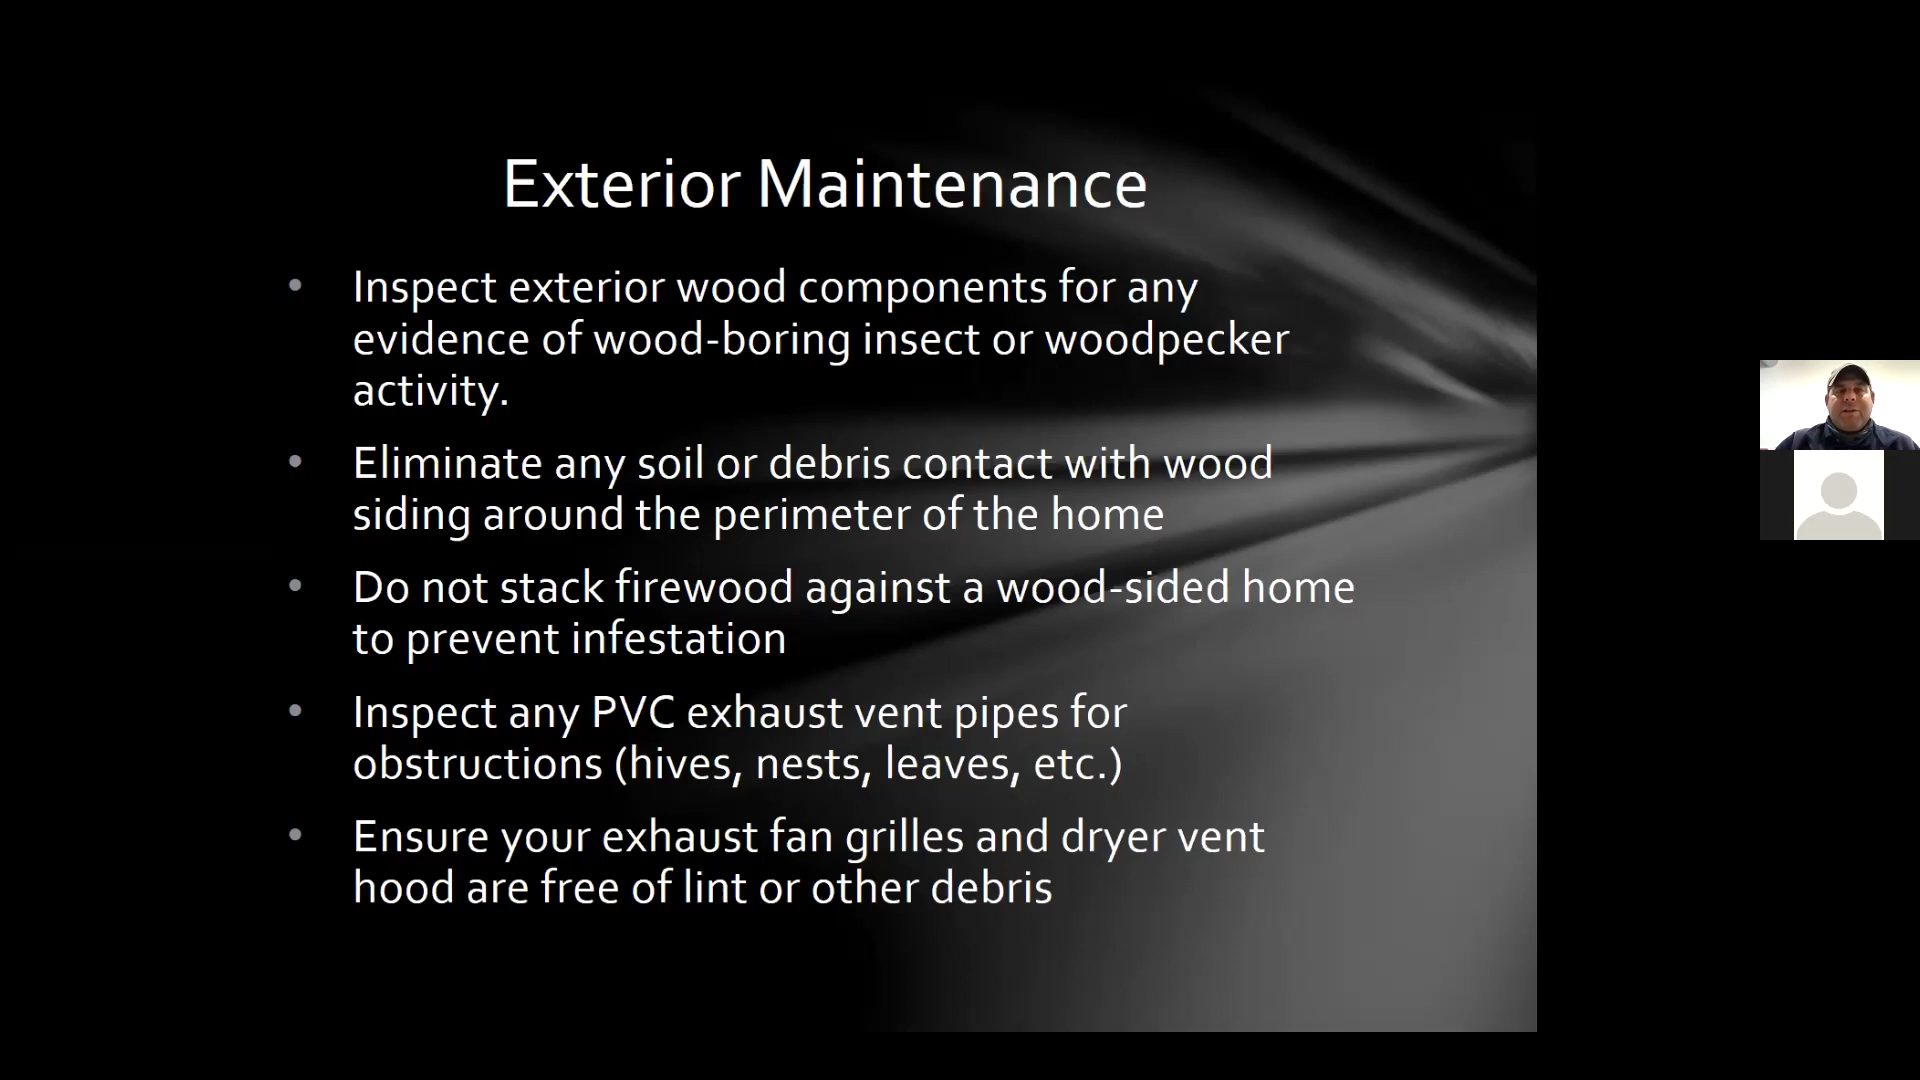 Exterior Maintenance
• Inspect exterior wood components for any
evidence of wood-boring insect or woodpecker
activity.
• Eliminate any soil or debris contact with wood
siding around the perimeter of the home
• Do not stack firewood against a wood-sided home
to prevent infestation
• Inspect any PVC exhaust vent pipes for
obstructions (hives, nests, leaves, etc.)
• Ensure your exhaust fan grilles and dryer vent
hood are free of lint or other debris